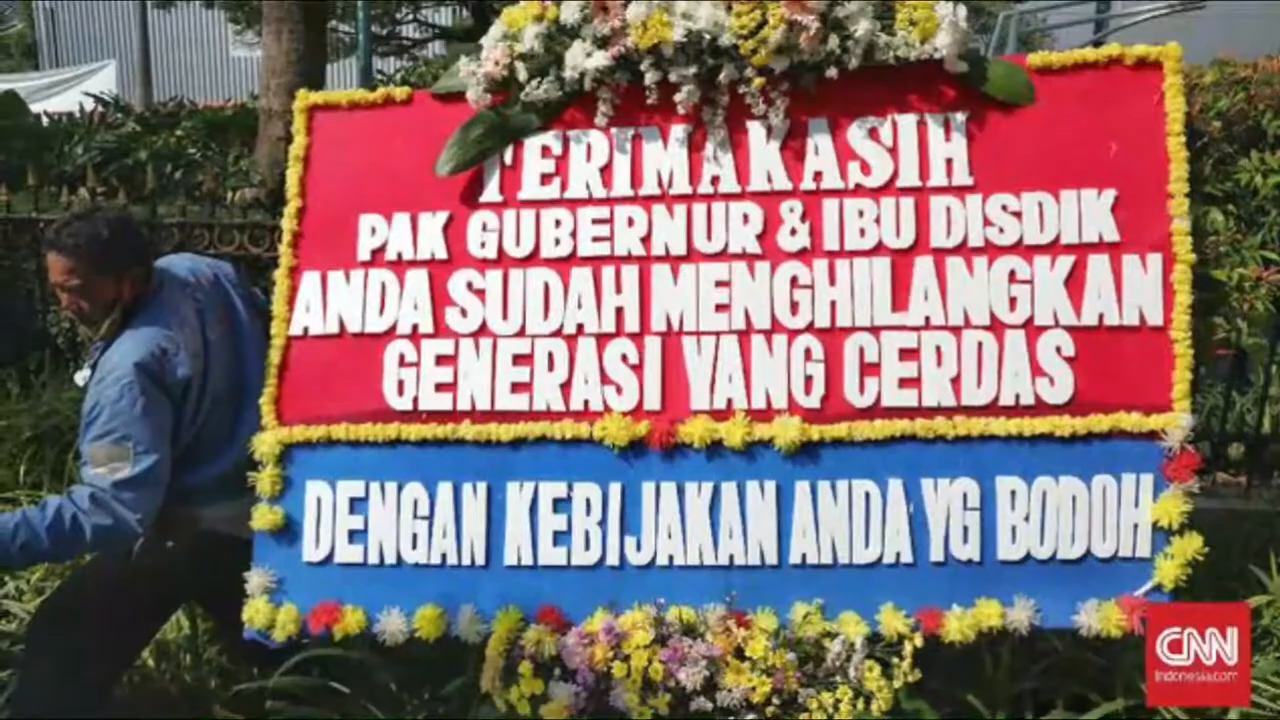 TERIMAKASIH
PAK GUBERNUR & IBU DISDIK
ANDA SUDAH MENGHILANGKAN
GENERASI YANG CERDAS
DENGAN KEBIJAKAN ANDA YG BODOH
CNN
Indonesia.com